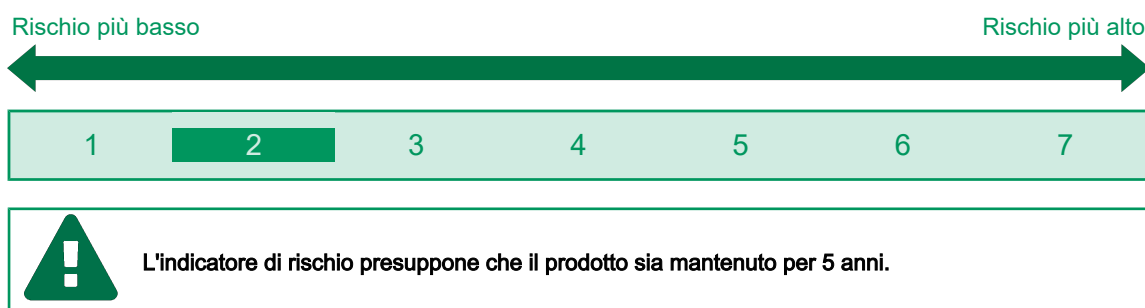 Rischio più basso Rischio più alto
1 2 3 4 5 6 7
L'indicatore di rischio presuppone che il prodotto sia mantenuto per 5 anni.